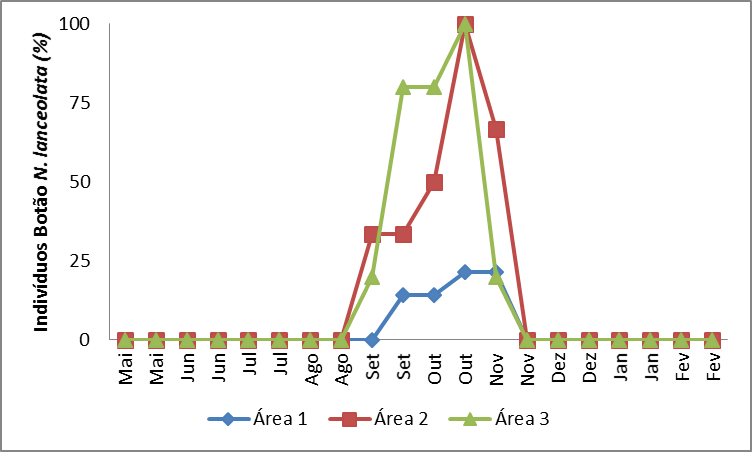 Indivíduos Botão N. lanceolata (%)
100
75
50
25
0
Mai Mai Jun Jun Jul Jul Ago Ago Set Set Out Out Nov Nov Dez Dez Jan Jan Fev Fev
Área 1 Área 2 Área 3